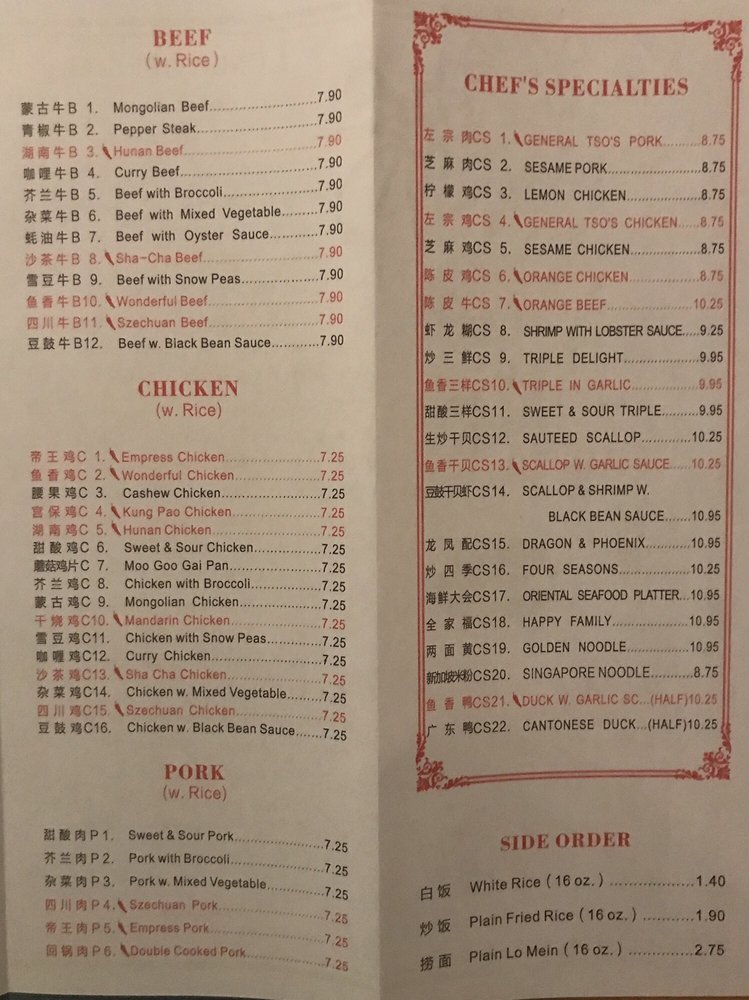 BEEF
(w. Rice)
蒙古牛B 1. Mongolian Beef 7.90
青椒牛B 2. Pepper Steak 7.90
湖南牛B 3. Hunan Beef 7.90
咖喱牛B 4. Curry Beef 7.90
芥兰牛B 5. Beef with Broccoli 7.90
杂菜牛B 6. Beef with Mixed Vegetable 7.90
蚝油牛B 7. Beef with Oyster Sauce 7.90
沙茶牛B 8. Sha-Cha Beef 7.90
雪豆牛B 9. Beef with Snow Peas 7.90
鱼香牛B10. Wonderful Beef 7.90
四川牛B11. Szechuan Beef 7.90
豆鼓牛B12. Beef w. Black Bean Sauce 7.90
CHICKEN
(w. Rice)
帝王鸡C 1. Empress Chicken 7.25
鱼香鸡C 2. Wonderful Chicken 7.25
腰果鸡C 3. Cashew Chicken 7.25
宫保鸡C 4. Kung Pao Chicken 7.25
湖南鸡C 5. Hunan Chicken 7.25
甜酸鸡C 6. Sweet & Sour Chicken 7.25
蘑菇鸡片C 7. Moo Goo Gai Pan 7.25
芥兰鸡C 8. Chicken with Broccoli 7.25
蒙古鸡C 9. Mongolian Chicken 7.25
干烧鸡C10. Mandarin Chicken 7.25
雪豆鸡C11. Chicken with Snow Peas 7.25
咖喱鸡C12. Curry Chicken 7.25
沙茶鸡C13. Sha Cha Chicken 7.25
杂菜鸡C14. Chicken w. Mixed Vegetable 7.25
四川鸡C15. Szechuan Chicken 7.25
豆鼓鸡C16. Chicken w. Black Bean Sauce 7.25
PORK
(w. Rice)
甜酸肉P 1. Sweet & Sour Pork 7.25
芥兰肉P 2. Pork with Broccoli 7.25
杂菜肉P 3. Pork w. Mixed Vegetable 7.25
四川肉P 4. Szechuan Pork 7.25
帝王肉P 5. Empress Pork 7.25
回锅肉P 6. Double Cooked Pork 7.25
CHEF'S SPECIALTIES
左宗肉CS 1. GENERAL TSO'S PORK 8.75
芝麻肉CS 2. SESAME PORK 8.75
柠檬鸡CS 3. LEMON CHICKEN 8.75
左宗鸡CS 4. GENERAL TSO'S CHICKEN 8.75
芝麻鸡CS 5. SESAME CHICKEN 8.75
陈皮鸡CS 6. ORANGE CHICKEN 8.75
陈皮牛CS 7. ORANGE BEEF 10.25
虾龙糊CS 8. SHRIMP WITH LOBSTER SAUCE 9.25
炒三鲜CS 9. TRIPLE DELIGHT 9.95
鱼香三样CS10. TRIPLE IN GARLIC 9.95
甜酸三样CS11. SWEET & SOUR TRIPLE 9.95
生炒干贝CS12. SAUTEED SCALLOP 10.25
鱼香干贝CS13. SCALLOP W. GARLIC SAUCE 10.25
豆鼓干贝虾CS14. SCALLOP & SHRIMP W.
BLACK BEAN SAUCE 10.95
龙凤配CS15. DRAGON & PHOENIX 10.95
炒四季CS16. FOUR SEASONS 10.25
海鲜大会CS17. ORIENTAL SEAFOOD PLATTER 10.95
全家福CS18. HAPPY FAMILY 10.95
两面黄CS19. GOLDEN NOODLE 10.95
新加坡米粉CS20. SINGAPORE NOODLE 8.75
鱼香鸭CS21. DUCK W. GARLIC SC...(HALF)10.25
广东鸭CS22. CANTONESE DUCK...(HALF)10.25
SIDE ORDER
白饭 White Rice (16 oz.) 1.40
炒饭 Plain Fried Rice (16 oz.) 1.90
捞面 Plain Lo Mein (16 oz.) 2.75